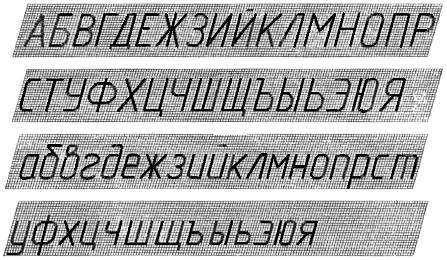 АБВГДЕЖЗИЙКЛМНОПР
СТУФХЦЧШЩЪЫЬЭЮЯ
абвгдежзийклмнопрст
уфхцчшщъыьэюя